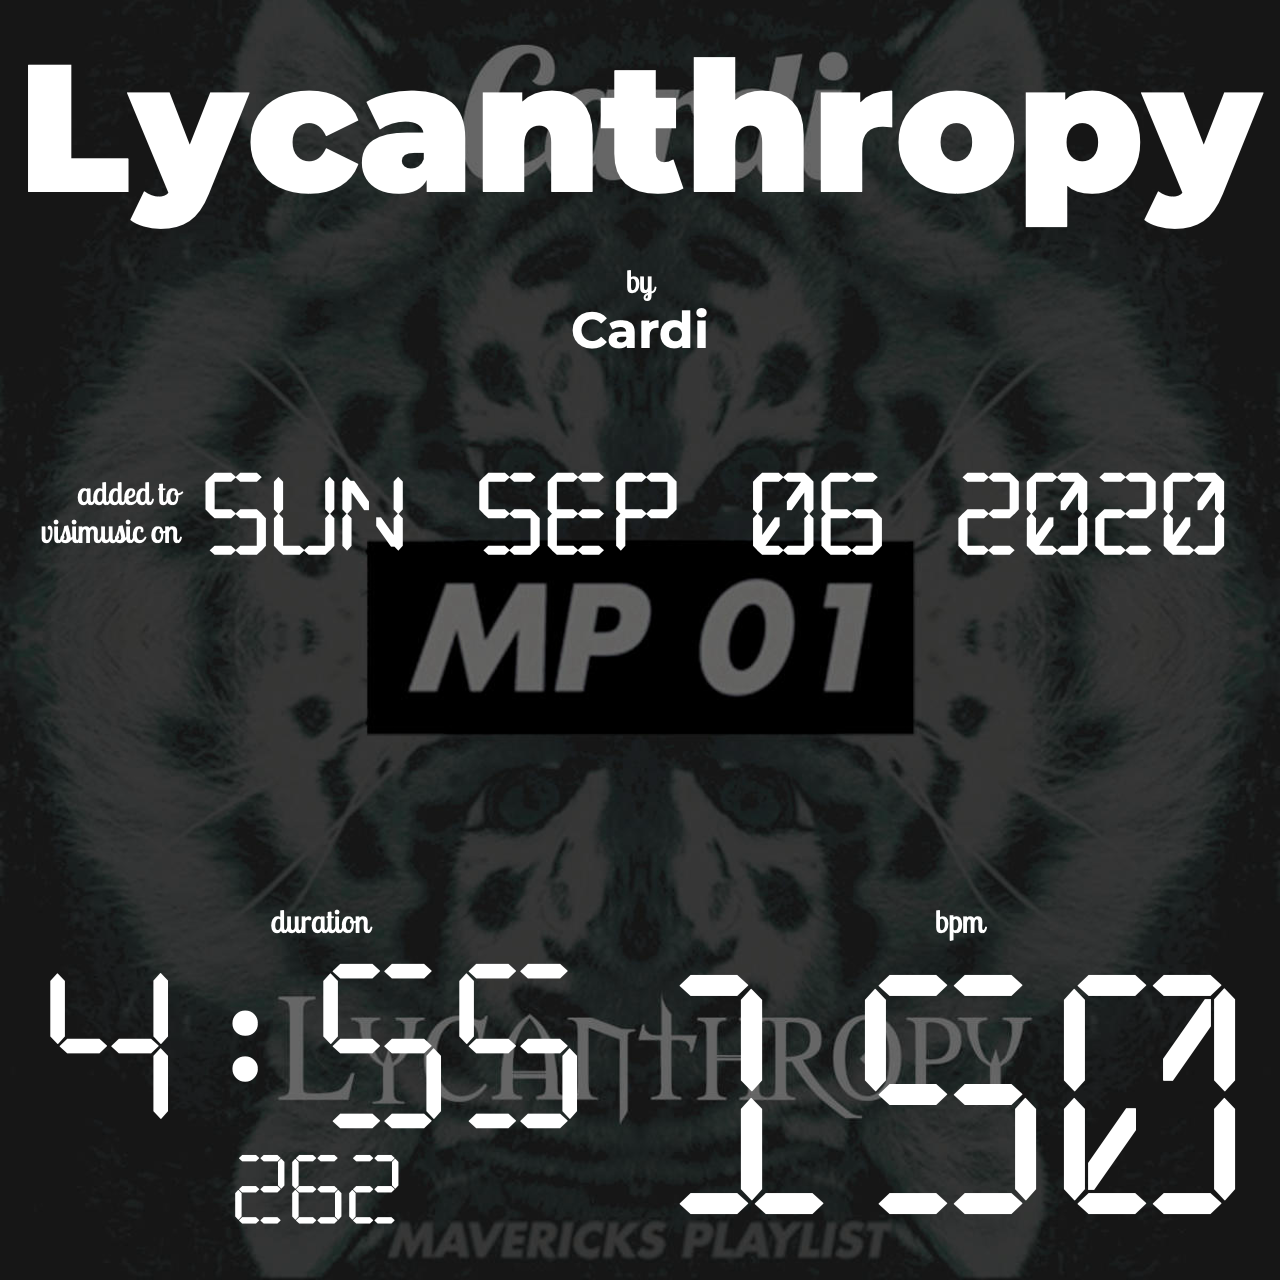 Cardi
Lycanthropy
by
Cardi
added to
visimusic on
SUN SEP 06 2020
MP 01
duration
bpm
4:55
150
LYCANTHROPY
262
MAVERICKS PLAYLIST